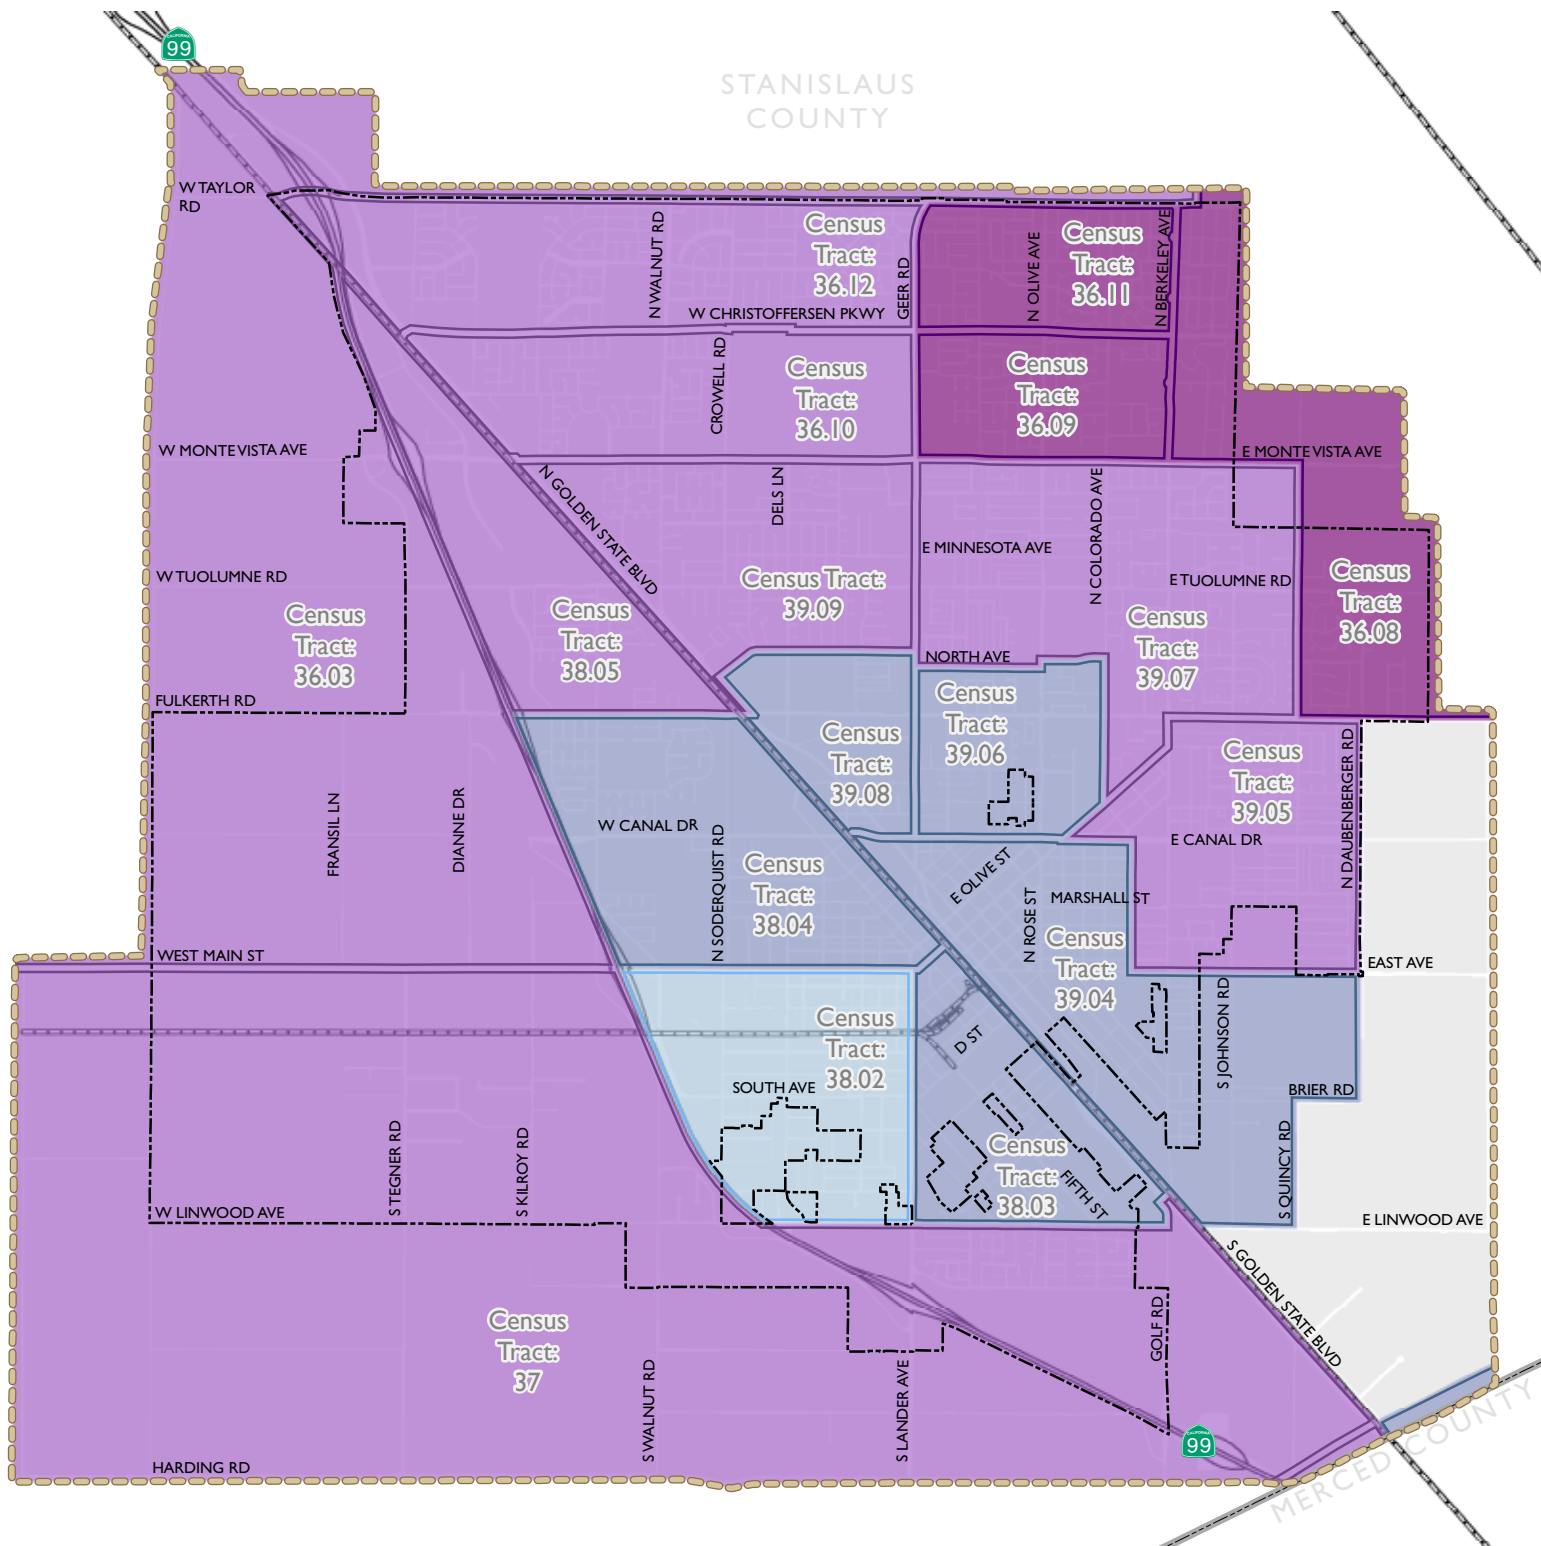 CALIFORNIA
99
STANISLAUS
COUNTY
W TAYLOR
RD
N WALNUT RD
Census
Tract:
36.12
GEER RD
N OLIVE AVE
Census
Tract:
36.11
N BERKELEY AVE
W CHRISTOFFERSEN PKWY
CROWELL RD
Census
Tract:
36.10
Census
Tract:
36.09
W MONTE VISTA AVE
E MONTE VISTA AVE
N GOLDEN STATE BLVD
DELS LN
N COLORADO AVE
E MINNESOTA AVE
W TUOLUMNE RD
E TUOLUMNE RD
Census Tract:
39.09
Census
Tract:
36.08
Census
Tract:
36.03
Census
Tract:
38.05
Census
Tract:
39.07
NORTH AVE
FULKERTH RD
Census
Tract:
39.06
Census
Tract:
39.08
Census
Tract:
39.05
N DAUBENBERGER RD
FRANSIL LN
DIANNE DR
W CANAL DR
N SODERQUIST RD
E CANAL DR
Census
Tract:
38.04
E OLIVE ST
N ROSE ST
MARSHALL ST
Census
Tract:
39.04
WEST MAIN ST
EAST AVE
Census
Tract:
38.02
D ST
S JOHNSON RD
SOUTH AVE
BRIER RD
S TEGNER RD
S KILROY RD
Census
Tract:
38.03
FIFTH ST
S QUINCY RD
W LINWOOD AVE
E LINWOOD AVE
S GOLDEN STATE BLVD
Census
Tract:
37
GOLF RD
S WALNUT RD
S LANDER AVE
CALIFORNIA
99
HARDING RD
MERCED COUNTY